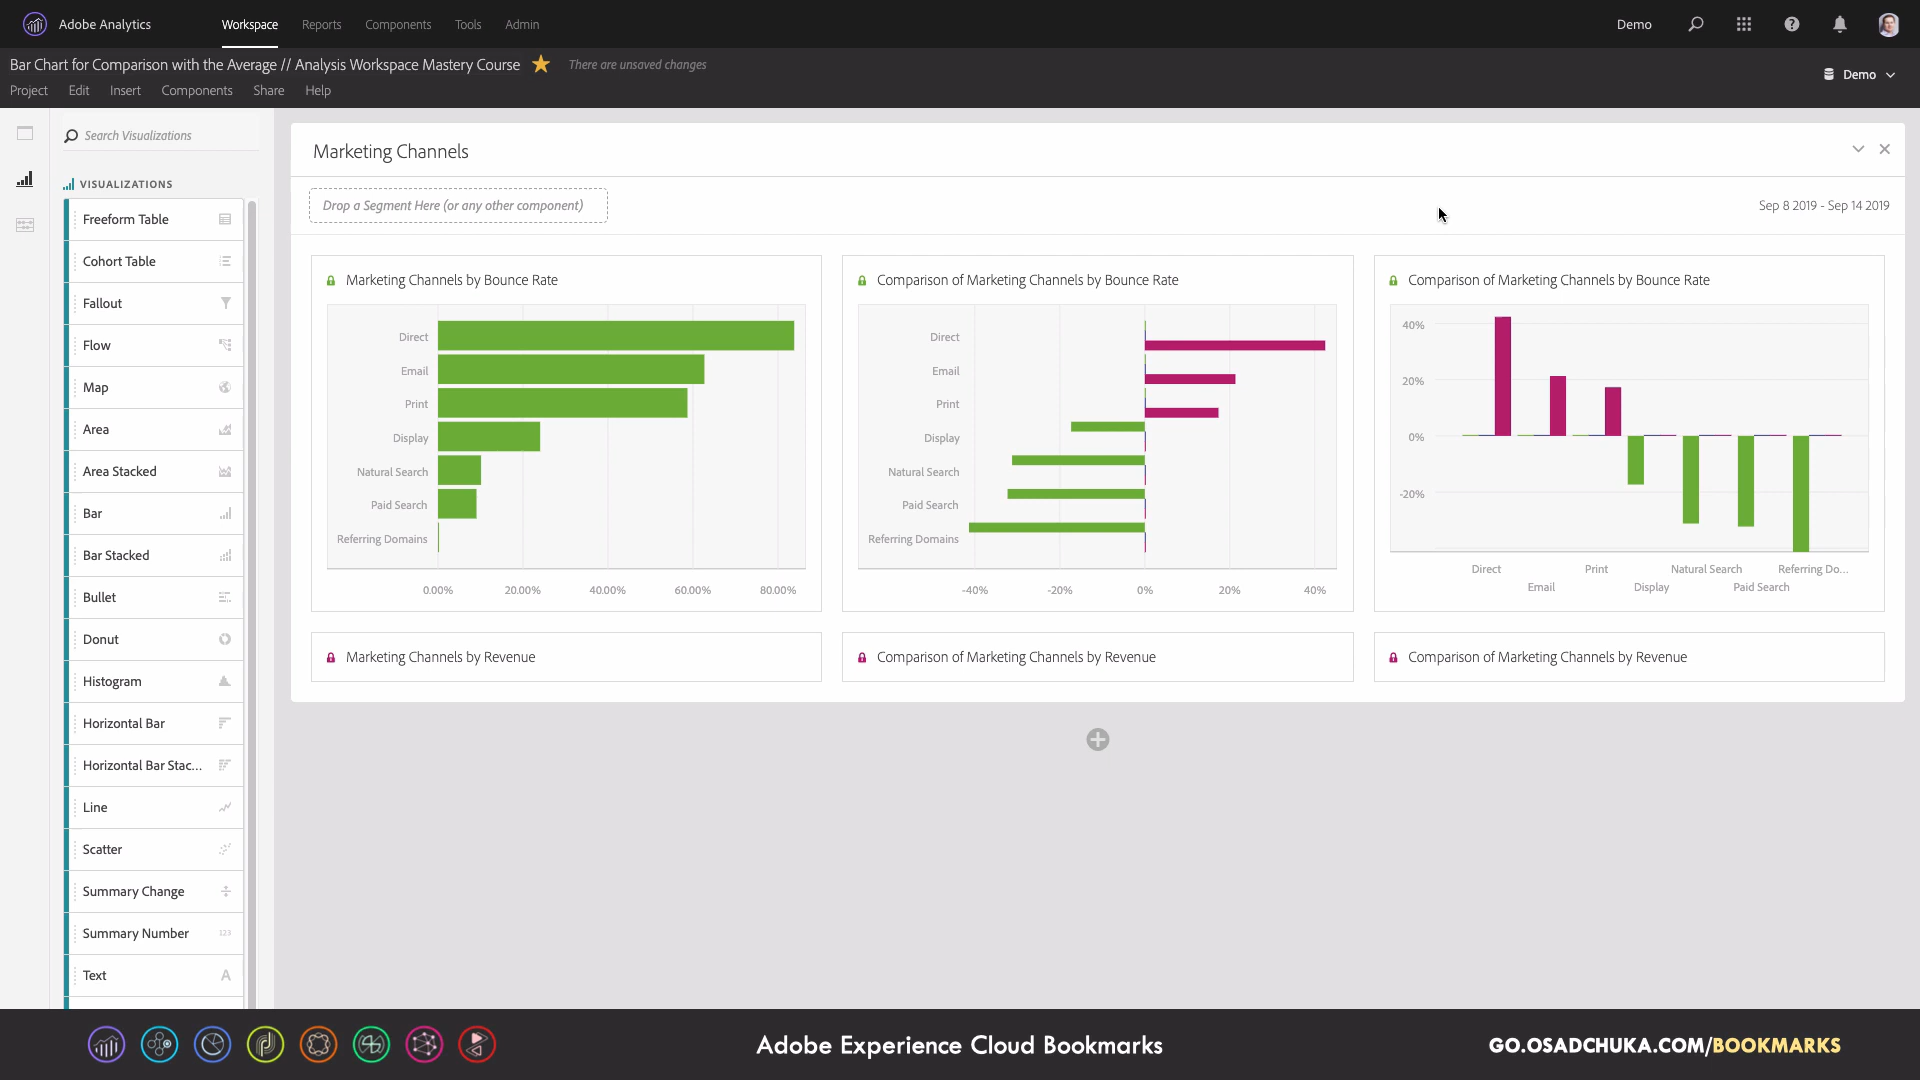 Adobe Analytics
Workspace
Reports
Components
Tools
Admin
Demo
Bar Chart for Comparison with the Average // Analysis Workspace Mastery Course
There are unsaved changes
Demo
Project
Edit
Insert
Components
Share
Help
Search Visualizations
VISUALIZATIONS
Freeform Table
Cohort Table
Fallout
Flow
Map
Area
Area Stacked
Bar
Bar Stacked
Bullet
Donut
Histogram
Horizontal Bar
Horizontal Bar Stac...
Line
Scatter
Summary Change
Summary Number
123
Text
A
Marketing Channels
Drop a Segment Here (or any other component)
Sep 8 2019 - Sep 14 2019
Marketing Channels by Bounce Rate
Direct
Email
Print
Display
Natural Search
Paid Search
Referring Domains
0.00%
20.00%
40.00%
60.00%
80.00%
Comparison of Marketing Channels by Bounce Rate
Direct
Email
Print
Display
Natural Search
Paid Search
Referring Domains
-40%
-20%
0%
20%
40%
Comparison of Marketing Channels by Bounce Rate
40%
20%
0%
-20%
Direct
Email
Print
Display
Natural Search
Paid Search
Referring Do...
Marketing Channels by Revenue
Comparison of Marketing Channels by Revenue
Comparison of Marketing Channels by Revenue
Adobe Experience Cloud Bookmarks
GO.OSADCHUKA.COM/BOOKMARKS